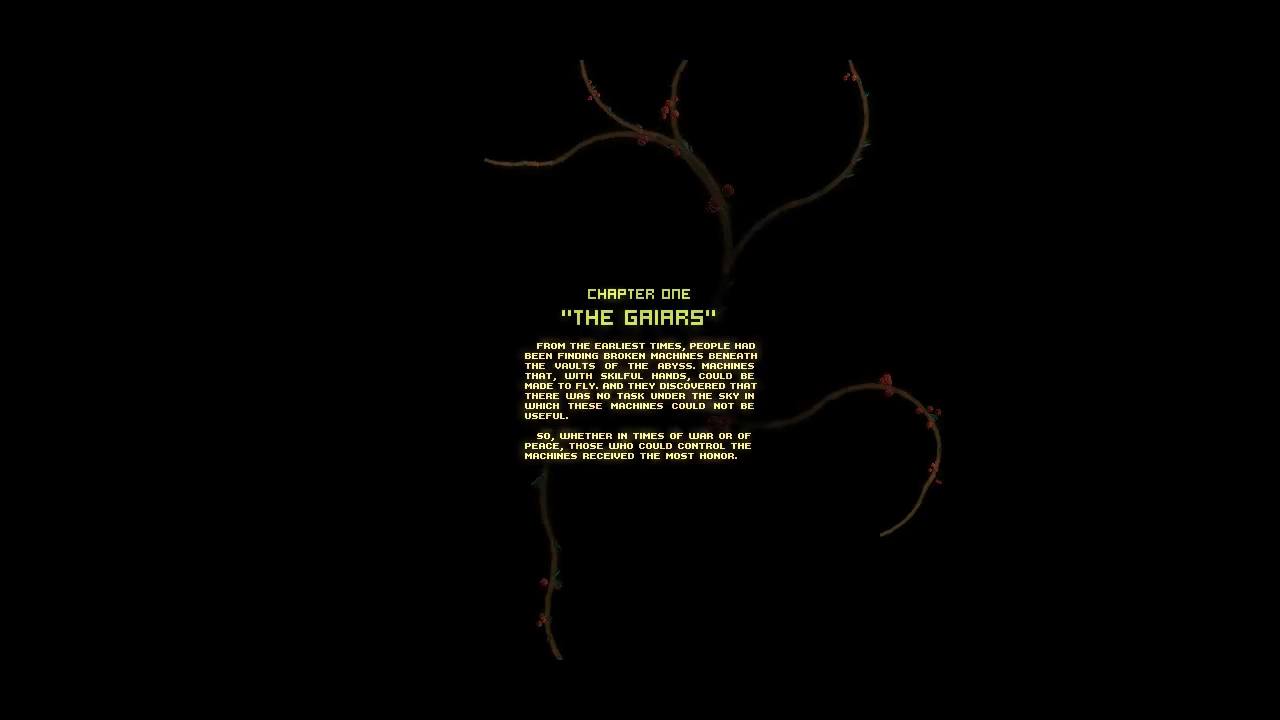 CHAPTER ONE
"THE GAIARS"
FROM THE EARLIEST TIMES, PEOPLE HAD
BEEN FINDING BROKEN MACHINES BENEATH
THE VAULTS OF THE ABYSS. MACHINES
THAT, WITH SKILFUL HANDS, COULD BE
MADE TO FLY. AND THEY DISCOVERED THAT
THERE WAS NO TASK UNDER THE SKY IN
WHICH THESE MACHINES COULD NOT BE
USEFUL.
SO, WHETHER IN TIMES OF WAR OR OF
PEACE, THOSE WHO COULD CONTROL THE
MACHINES RECEIVED THE MOST HONOR.